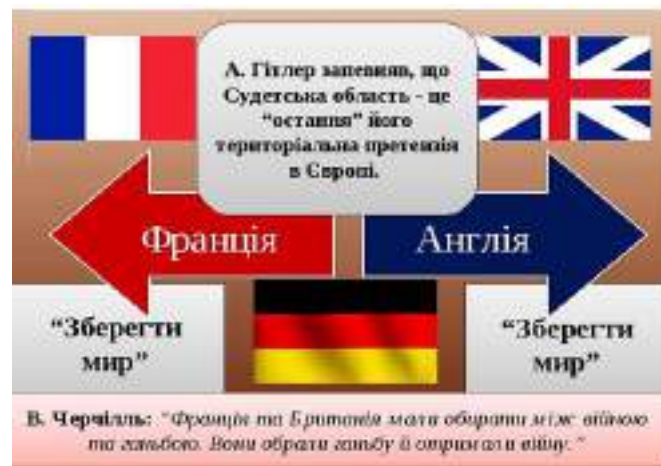 А. Гітлер запевняв, що
Судетська область - це
“остання” його
територіальна претензія
в Європі.
Франція
Англія
“Зберегти
мир”
“Зберегти
мир”
В. Черчілль: “Франція та Британія мали обирати між війною
та ганьбою. Вони обрали ганьбу й отримали війну.”